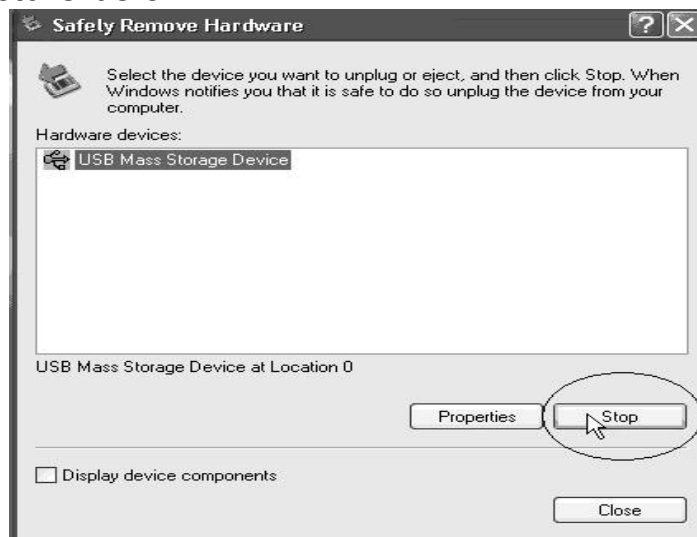 Safely Remove Hardware
Select the device you want to unplug or eject, and then click Stop. When
Windows notifies you that it is safe to do so unplug the device from your
computer.
Hardware devices:
USB Mass Storage Device
USB Mass Storage Device at Location 0
Properties
Stop
Display device components
Close